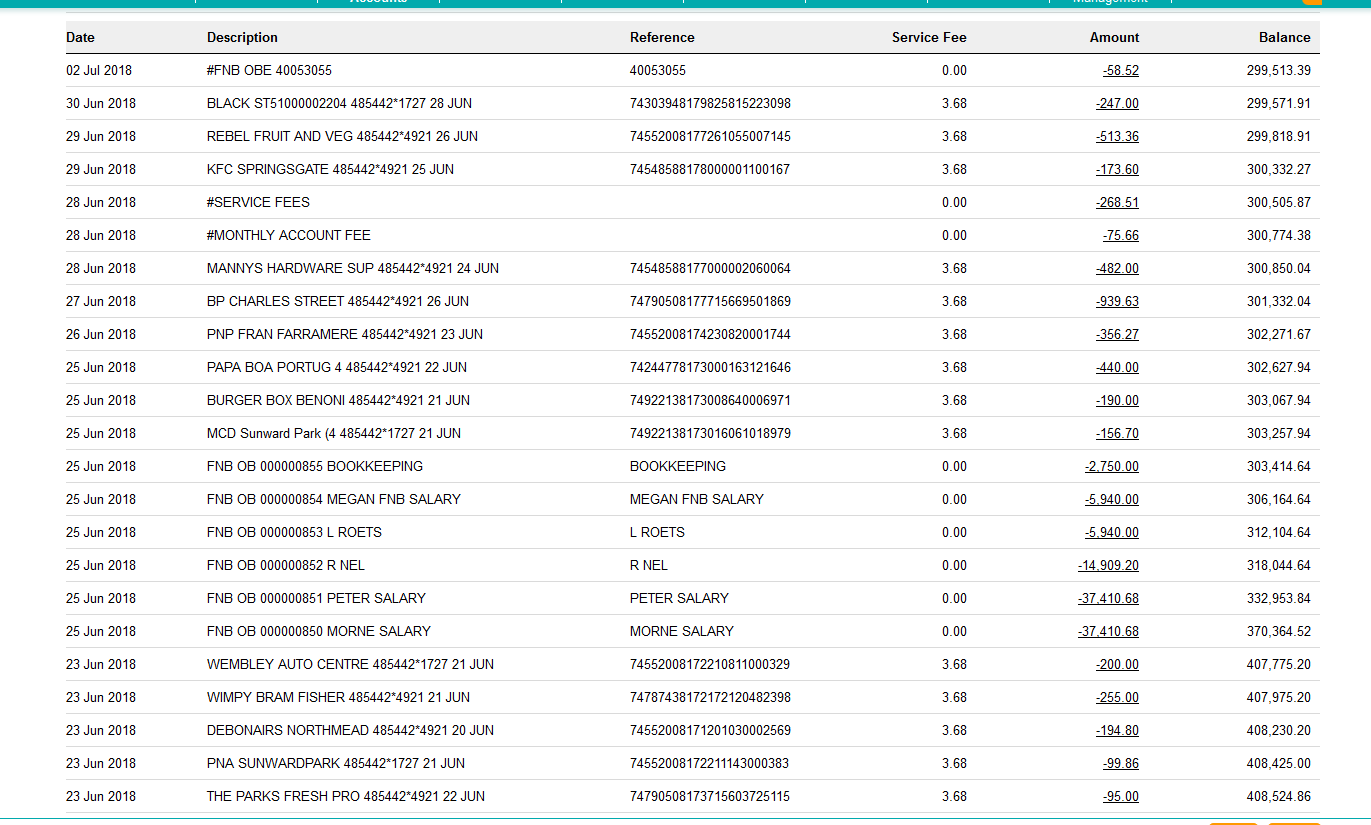 Accounts
Management
Date Description Reference Service Fee Amount Balance
02 Jul 2018 #FNB OBE 40053055 40053055 0.00 -58.52 299,513.39
30 Jun 2018 BLACK ST51000002204 485442*1727 28 JUN 74303948179825815223098 3.68 -247.00 299,571.91
29 Jun 2018 REBEL FRUIT AND VEG 485442*4921 26 JUN 74552008177261055007145 3.68 -513.36 299,818.91
29 Jun 2018 KFC SPRINGSGATE 485442*4921 25 JUN 74548588178000001100167 3.68 -173.60 300,332.27
28 Jun 2018 #SERVICE FEES 0.00 -268.51 300,505.87
28 Jun 2018 #MONTHLY ACCOUNT FEE 0.00 -75.66 300,774.38
28 Jun 2018 MANNYS HARDWARE SUP 485442*4921 24 JUN 74548588177000002060064 3.68 -482.00 300,850.04
27 Jun 2018 BP CHARLES STREET 485442*4921 26 JUN 74790508177715669501869 3.68 -939.63 301,332.04
26 Jun 2018 PNP FRAN FARRAMERE 485442*4921 23 JUN 74552008174230820001744 3.68 -356.27 302,271.67
25 Jun 2018 PAPA BOA PORTUG 4 485442*4921 22 JUN 74244778173000163121646 3.68 -440.00 302,627.94
25 Jun 2018 BURGER BOX BENONI 485442*4921 21 JUN 74922138173008640006971 3.68 -190.00 303,067.94
25 Jun 2018 MCD Sunward Park (4 485442*1727 21 JUN 74922138173016061018979 3.68 -156.70 303,257.94
25 Jun 2018 FNB OB 000000855 BOOKKEEPING BOOKKEEPING 0.00 -2,750.00 303,414.64
25 Jun 2018 FNB OB 000000854 MEGAN FNB SALARY MEGAN FNB SALARY 0.00 -5,940.00 306,164.64
25 Jun 2018 FNB OB 000000853 L ROETS L ROETS 0.00 -5,940.00 312,104.64
25 Jun 2018 FNB OB 000000852 R NEL R NEL 0.00 -14,909.20 318,044.64
25 Jun 2018 FNB OB 000000851 PETER SALARY PETER SALARY 0.00 -37,410.68 332,953.84
25 Jun 2018 FNB OB 000000850 MORNE SALARY MORNE SALARY 0.00 -37,410.68 370,364.52
23 Jun 2018 WEMBLEY AUTO CENTRE 485442*1727 21 JUN 74552008172210811000329 3.68 -200.00 407,775.20
23 Jun 2018 WIMPY BRAM FISHER 485442*4921 21 JUN 74787438172172120482398 3.68 -255.00 407,975.20
23 Jun 2018 DEBONAIRS NORTHMEAD 485442*4921 20 JUN 74552008171201030002569 3.68 -194.80 408,230.20
23 Jun 2018 PNA SUNWARDPARK 485442*1727 21 JUN 74552008172211143000383 3.68 -99.86 408,425.00
23 Jun 2018 THE PARKS FRESH PRO 485442*4921 22 JUN 74790508173715603725115 3.68 -95.00 408,524.86